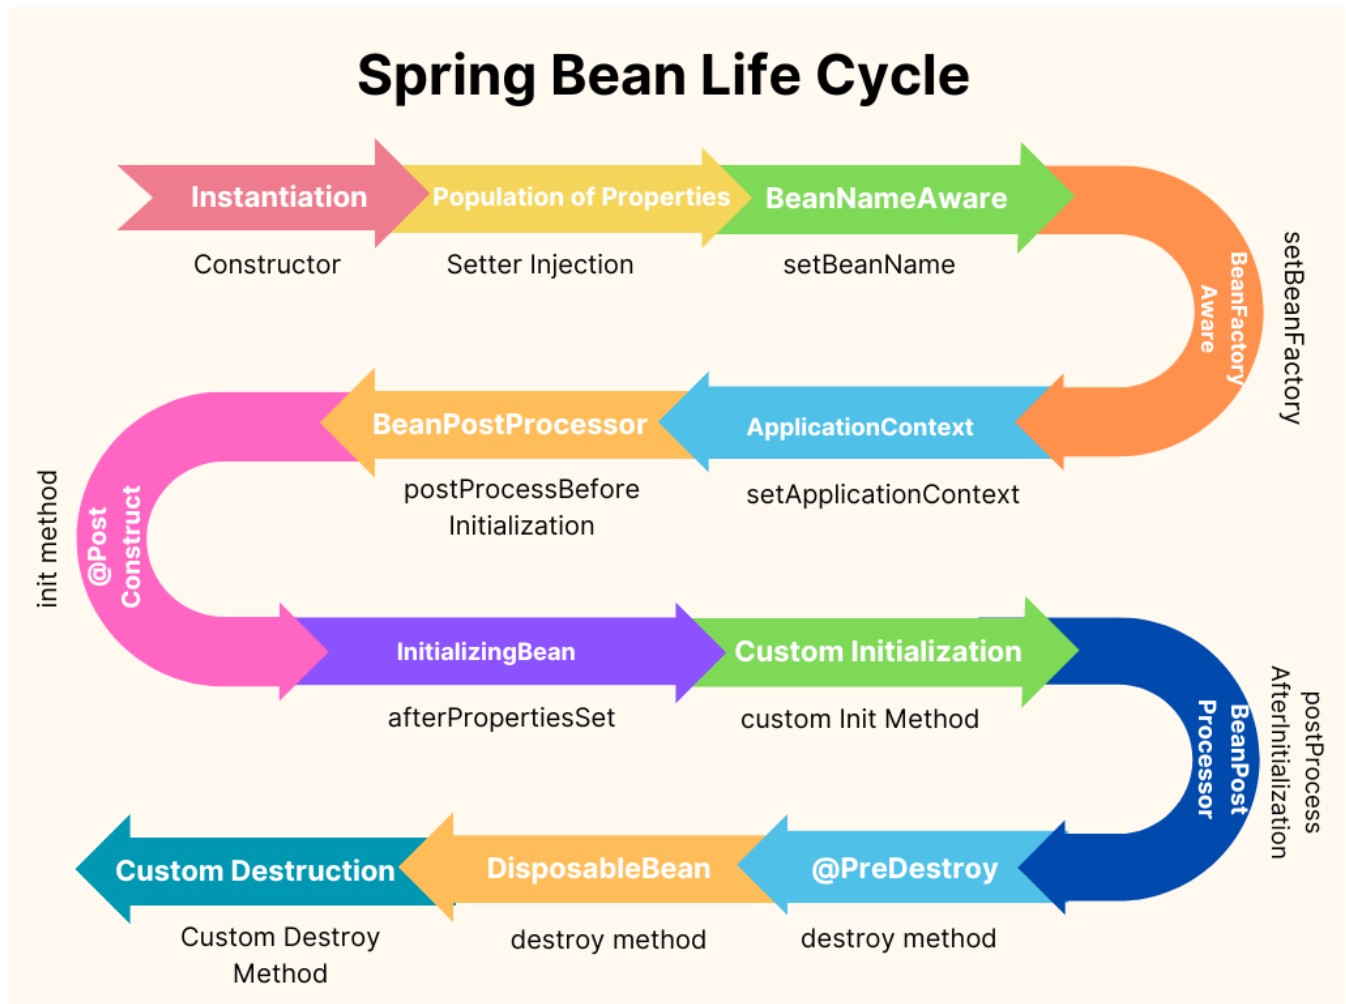 Spring Bean Life Cycle
Instantiation
Constructor
Population of Properties
Setter Injection
BeanNameAware
setBeanName
BeanFactory
Aware
setBeanFactory
ApplicationContext
setApplicationContext
BeanPostProcessor
postProcessBefore
Initialization
@Post
Construct
init method
InitializingBean
afterPropertiesSet
Custom Initialization
custom Init Method
BeanPost
Processor
postProcess
AfterInitialization
@PreDestroy
destroy method
DisposableBean
destroy method
Custom Destruction
Custom Destroy
Method